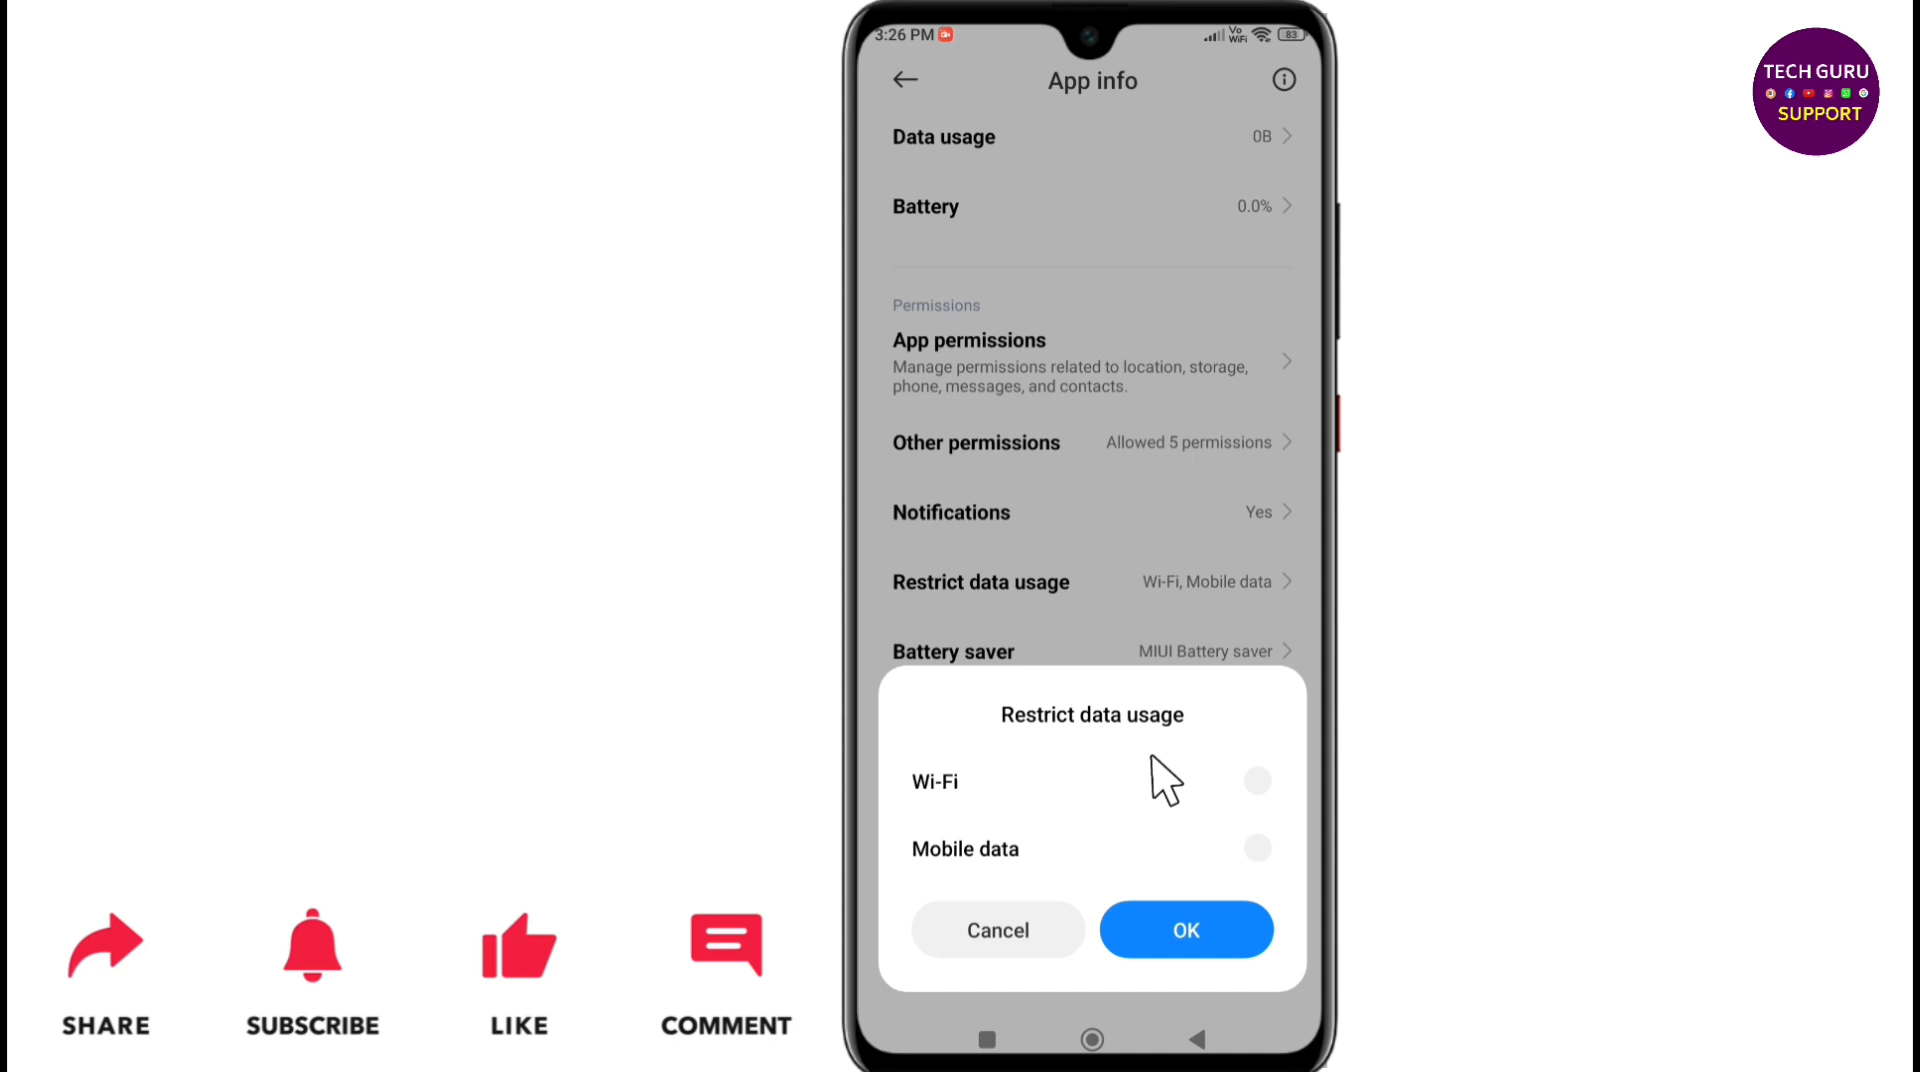 3:26 PM
Vo
WiFi
83
App info
Data usage 0B
Battery 0.0%
Permissions
App permissions
Manage permissions related to location, storage,
phone, messages, and contacts.
Other permissions Allowed 5 permissions
Notifications Yes
Restrict data usage Wi-Fi, Mobile data
Battery saver MIUI Battery saver
Restrict data usage
Wi-Fi
Mobile data
Cancel OK
TECH GURU
SUPPORT
SHARE SUBSCRIBE LIKE COMMENT